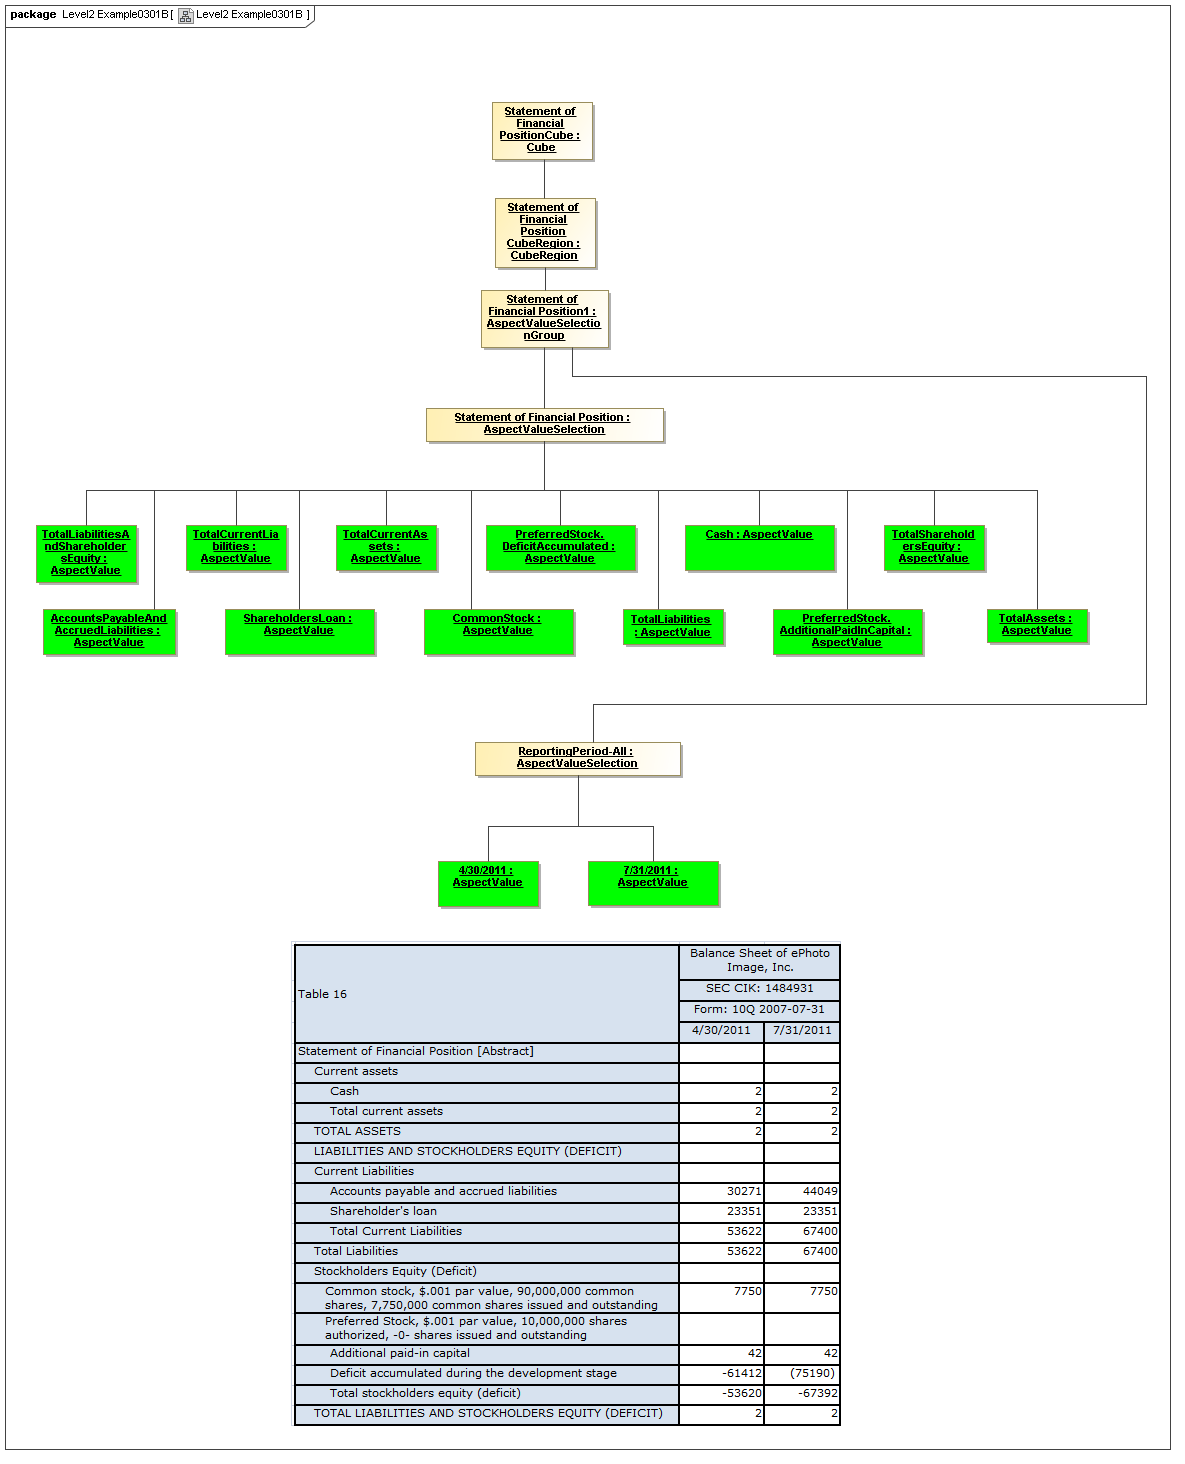 package Level2 Example0301B [ Level2 Example0301B ]
Statement of
Financial
PositionCube :
Cube
Statement of
Financial
Position
CubeRegion :
CubeRegion
Statement of
Financial Position1 :
AspectValueSelectio
nGroup
Statement of Financial Position :
AspectValueSelection
TotalLiabilitiesA
ndShareholder
sEquity :
AspectValue
TotalCurrentLia
bilities :
AspectValue
TotalCurrentAs
sets :
AspectValue
PreferredStock.
DeficitAccumulated :
AspectValue
Cash : AspectValue
TotalSharehold
ersEquity :
AspectValue
AccountsPayableAnd
AccruedLiabilities :
AspectValue
ShareholdersLoan :
AspectValue
CommonStock :
AspectValue
TotalLiabilities
: AspectValue
PreferredStock.
AdditionalPaidInCapital :
AspectValue
TotalAssets :
AspectValue
ReportingPeriod-All :
AspectValueSelection
4/30/2011 :
AspectValue
7/31/2011 :
AspectValue
Table 16
Balance Sheet of ePhoto
Image, Inc.
SEC CIK: 1484931
Form: 10Q 2007-07-31
4/30/2011 7/31/2011
Statement of Financial Position [Abstract]
Current assets
Cash 2 2
Total current assets 2 2
TOTAL ASSETS 2 2
LIABILITIES AND STOCKHOLDERS EQUITY (DEFICIT)
Current Liabilities
Accounts payable and accrued liabilities 30271 44049
Shareholder's loan 23351 23351
Total Current Liabilities 53622 67400
Total Liabilities 53622 67400
Stockholders Equity (Deficit)
Common stock, $.001 par value, 90,000,000 common 7750 7750
shares, 7,750,000 common shares issued and outstanding
Preferred Stock, $.001 par value, 10,000,000 shares
authorized, -0- shares issued and outstanding
Additional paid-in capital 42 42
Deficit accumulated during the development stage -61412 (75190)
Total stockholders equity (deficit) -53620 -67392
TOTAL LIABILITIES AND STOCKHOLDERS EQUITY (DEFICIT) 2 2